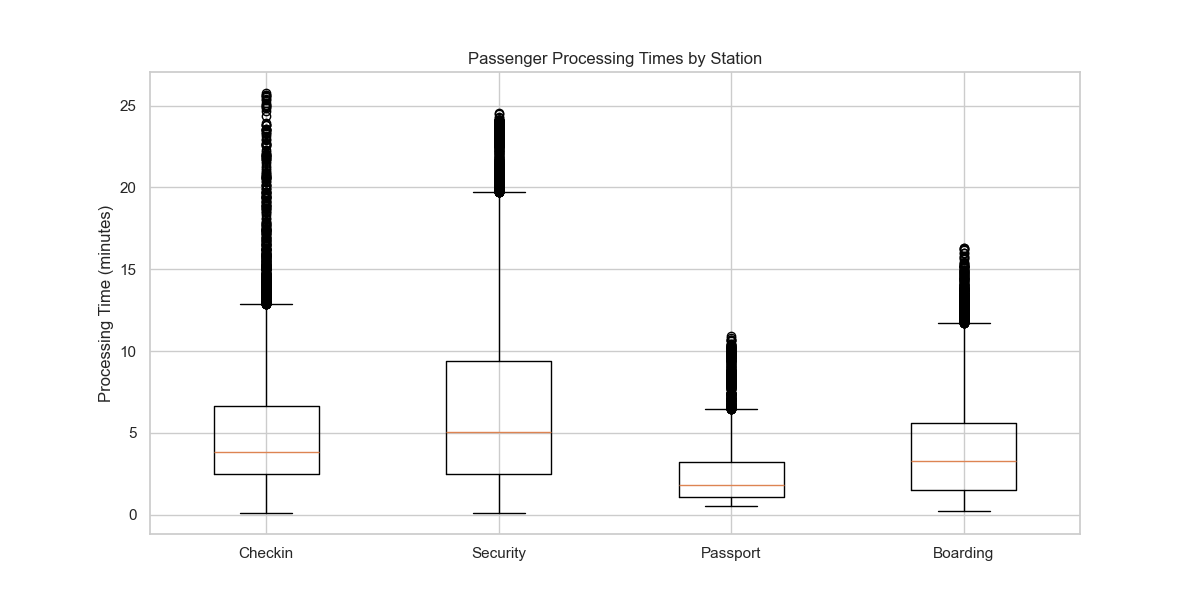 Passenger Processing Times by Station
Processing Time (minutes)
25
20
15
10
5
0
Checkin
Security
Passport
Boarding